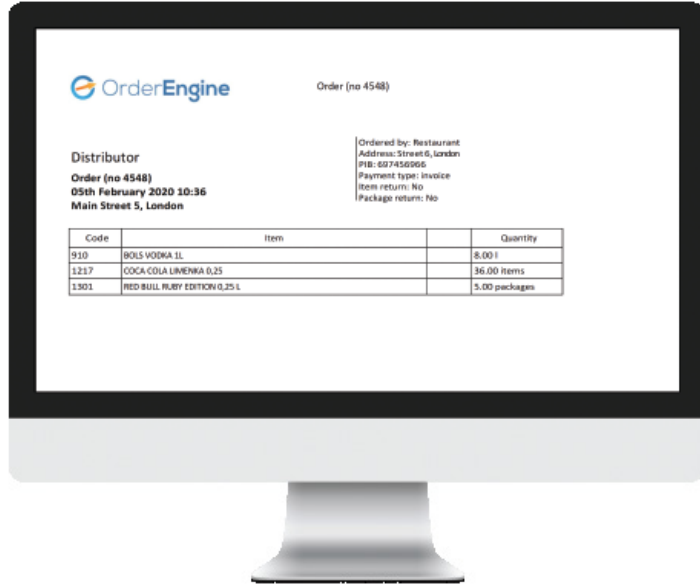 OrderEngine
Order (no 4548)
Ordered by: Restaurant
Address: Street 6, London
PIB: 697456966
Payment type: Invoice
Item return: No
Package return: No
Distributor
Order (no 4548)
05th February 2020 10:36
Main Street 5, London
Code Item Quantity
910 BOLS VODKA 1L 8.00 l
1217 COCA COLA LIMENKA 0,25 36.00 items
1301 RED BULL RUBY EDITION 0,25 L 5.00 packages